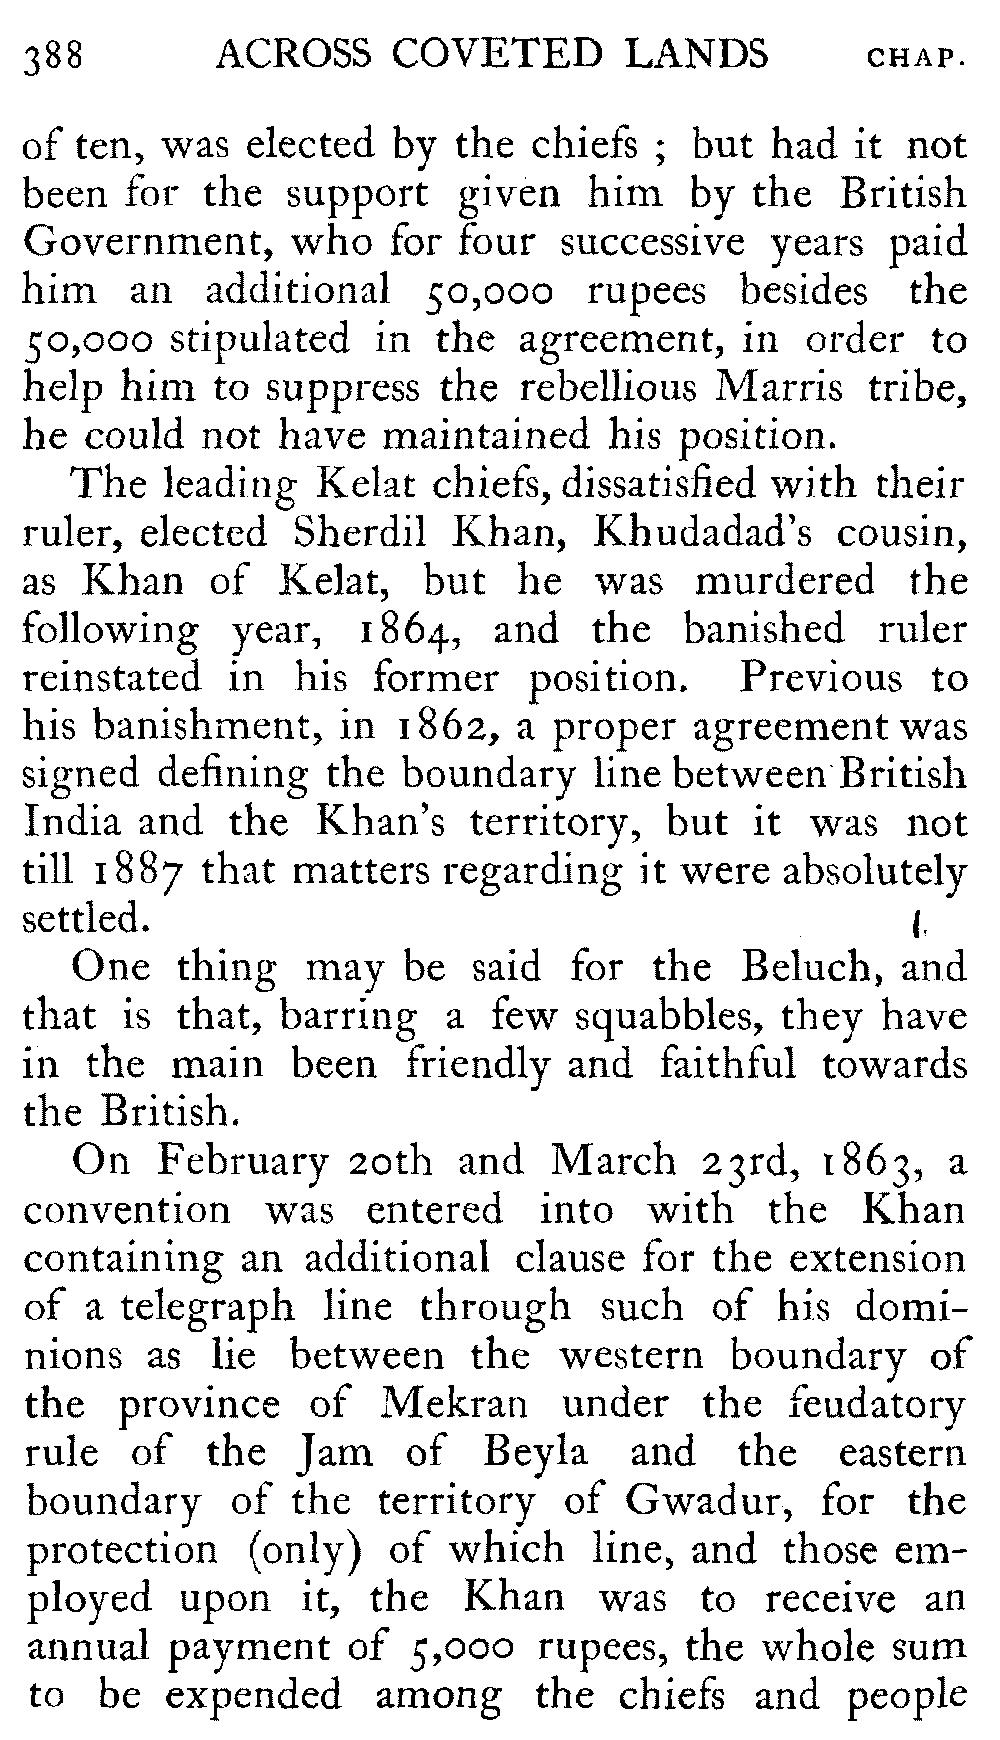 388 ACROSS COVETED LANDS CHAP.
of ten, was elected by the chiefs ; but had it not
been for the support given him by the British
Government, who for four successive years paid
him an additional 50,000 rupees besides the
50,000 stipulated in the agreement, in order to
help him to suppress the rebellious Marris tribe,
he could not have maintained his position.
The leading Kelat chiefs, dissatisfied with their
ruler, elected Sherdil Khan, Khudadad's cousin,
as Khan of Kelat, but he was murdered the
following year, 1864, and the banished ruler
reinstated in his former position. Previous to
his banishment, in 1862, a proper agreement was
signed defining the boundary line between British
India and the Khan's territory, but it was not
till 1887 that matters regarding it were absolutely
settled.
One thing may be said for the Beluch, and
that is that, barring a few squabbles, they have
in the main been friendly and faithful towards
the British.
On February 20th and March 23rd, 1863, a
convention was entered into with the Khan
containing an additional clause for the extension
of a telegraph line through such of his domi-
nions as lie between the western boundary of
the province of Mekran under the feudatory
rule of the Jam of Beyla and the eastern
boundary of the territory of Gwadur, for the
protection (only) of which line, and those em-
ployed upon it, the Khan was to receive an
annual payment of 5,000 rupees, the whole sum
to be expended among the chiefs and people